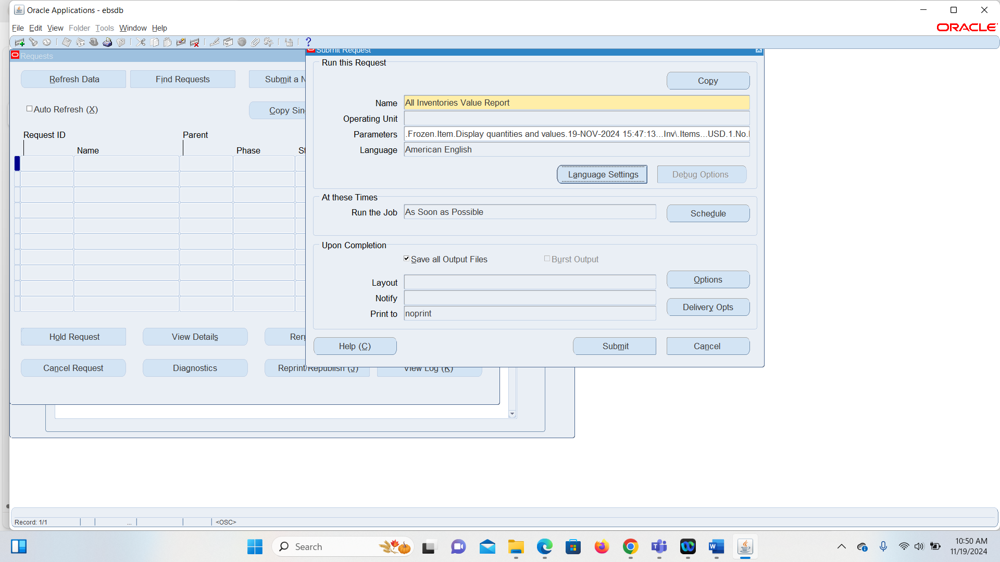 Oracle Applications - ebsdb
File Edit View Folder Tools Window Help
ORACLE
Requests
Submit Request
Refresh Data
Find Requests
Submit a N
Auto Refresh (X)
Copy Sin
Request ID
Parent
Name
Phase
St
Hold Request
View Details
Reru
Cancel Request
Diagnostics
Reprint/Republish (J)
View Log (K)
Run this Request
Copy
Name All Inventories Value Report
Operating Unit
Parameters .Frozen.Item.Display quantities and values.19-NOV-2024 15:47:13...Inv\.Items...USD.1.No.
Language American English
Language Settings
Debug Options
At these Times
Run the Job As Soon as Possible
Schedule
Upon Completion
Save all Output Files
Burst Output
Layout
Options
Notify
Delivery Opts
Print to noprint
Help (C)
Submit
Cancel
Record: 1/1 ... <OSC>
Search
10:50 AM
11/19/2024